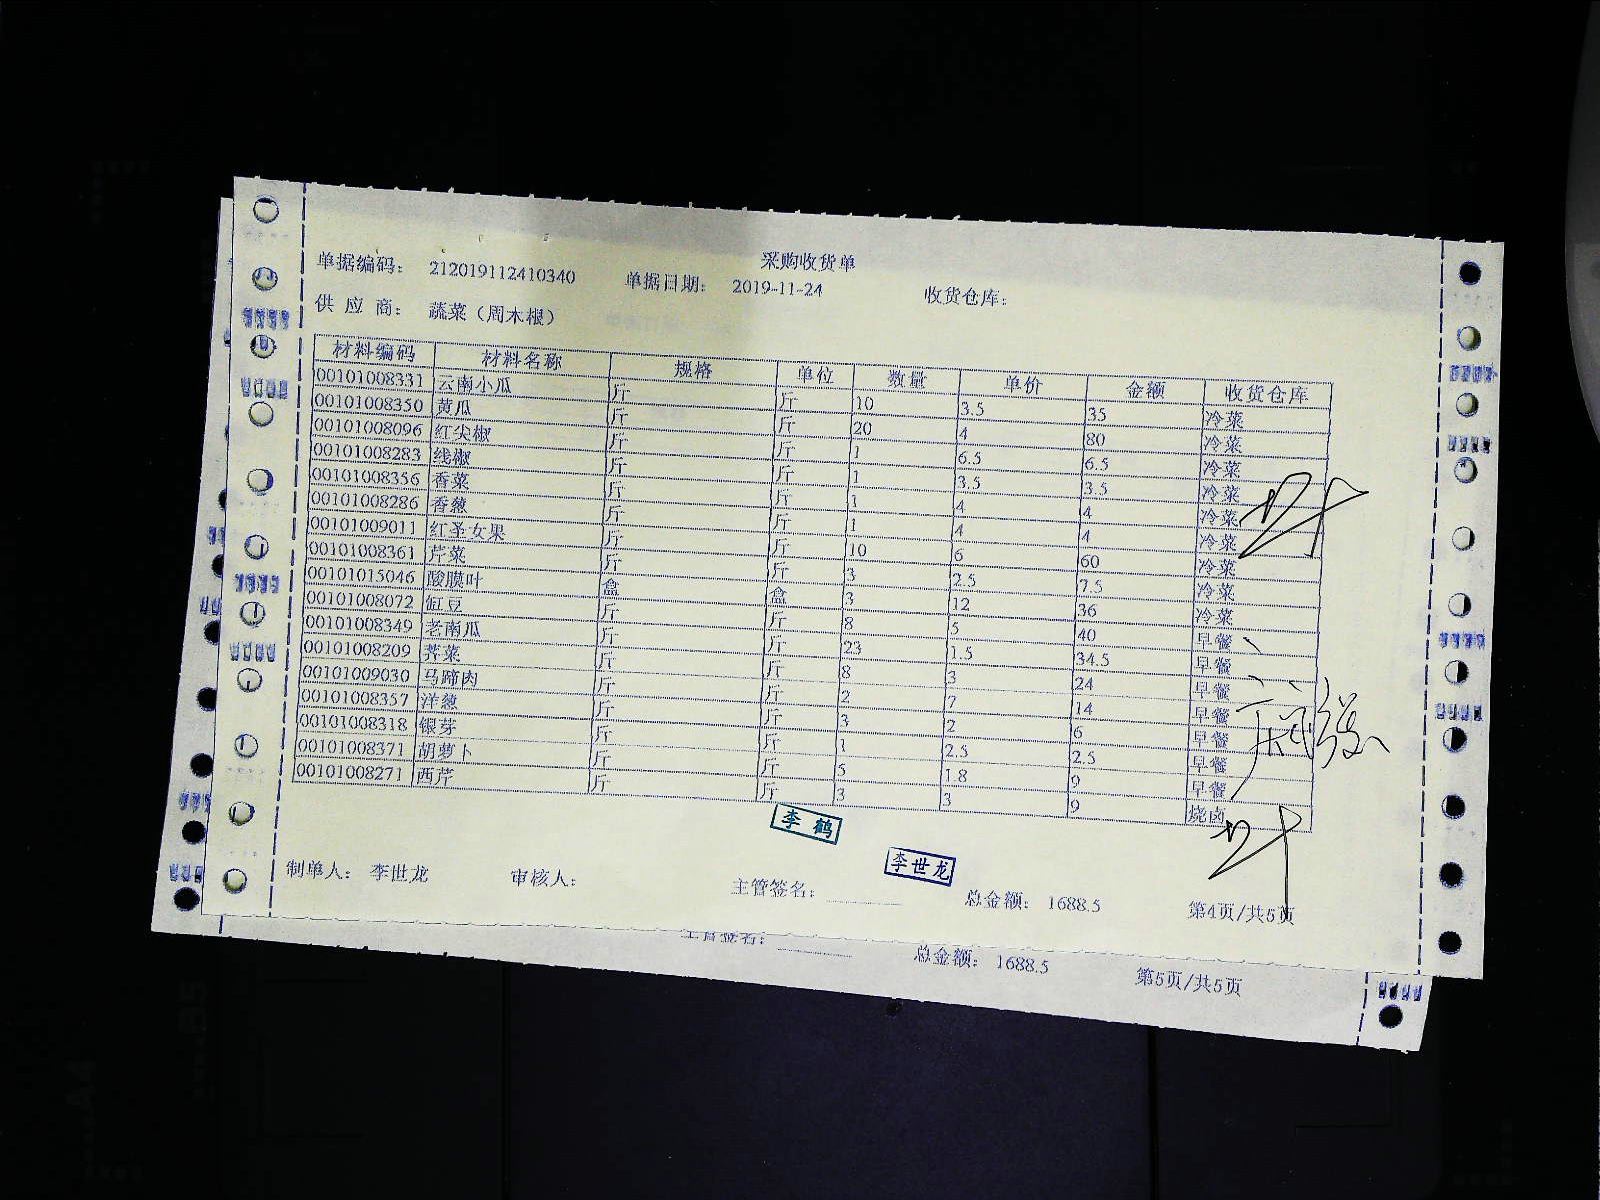 采购收货单
单据编码： 212019112410340 单据日期： 2019-11-24 收货仓库：
供 应 商： 蔬菜（周木根）
材料编码 材料名称 规格 单位 数量 单价 金额 收货仓库
00101008331 云南小瓜 斤 斤 10 3.5 35 冷菜
00101008350 黄瓜 斤 斤 20 4 80 冷菜
00101008096 红尖椒 斤 斤 1 6.5 6.5 冷菜
00101008283 线椒 斤 斤 1 3.5 3.5 冷菜
00101008356 香菜 斤 斤 1 4 4 冷菜
00101008286 香葱 斤 斤 1 4 4 冷菜
00101009011 红圣女果 斤 斤 10 6 60 冷菜
00101008361 芹菜 斤 斤 3 2.5 7.5 冷菜
00101015046 酸膜叶 盒 盒 3 12 36 冷菜
00101008072 缸豆 斤 斤 8 5 40 早餐
00101008349 老南瓜 斤 斤 23 1.5 34.5 早餐
00101008209 荠菜 斤 斤 8 3 24 早餐
00101009030 马蹄肉 斤 斤 2 7 14 早餐
00101008357 洋葱 斤 斤 3 2 6 早餐
00101008318 银芽 斤 斤 1 2.5 2.5 早餐
00101008371 胡萝卜 斤 斤 5 1.8 9 早餐
00101008271 西芹 斤 斤 3 3 9 烧卤
李鹤
李世龙
制单人： 李世龙 审核人： 主管签名： 总金额： 1688.5 第4页/共5页
主管签名： 总金额： 1688.5 第5页/共5页